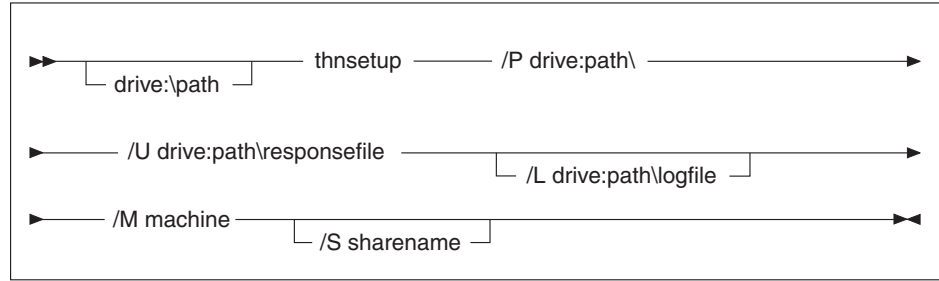 thnsetup /P drive:path\
drive:\path
/U drive:path\responsefile
/L drive:path\logfile
/M machine
/S sharename